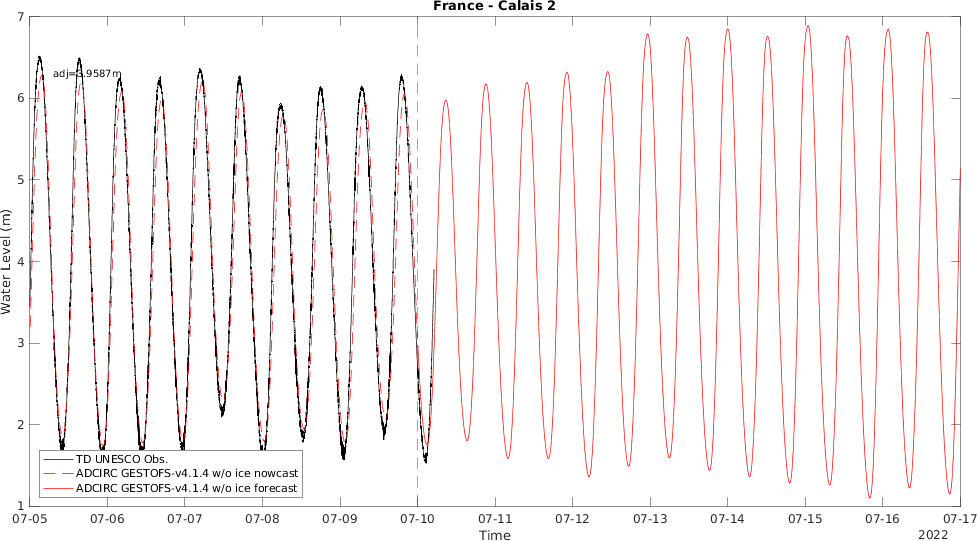 France - Calais 2
7
6
5
4
3
2
1
Water Level (m)
TD UNESCO Obs.
ADCIRC GESTOFS-v4.1.4 w/o ice nowcast
ADCIRC GESTOFS-v4.1.4 w/o ice forecast
07-05 07-06 07-07 07-08 07-09 07-10 07-11 07-12 07-13 07-14 07-15 07-16 07-17
Time
2022